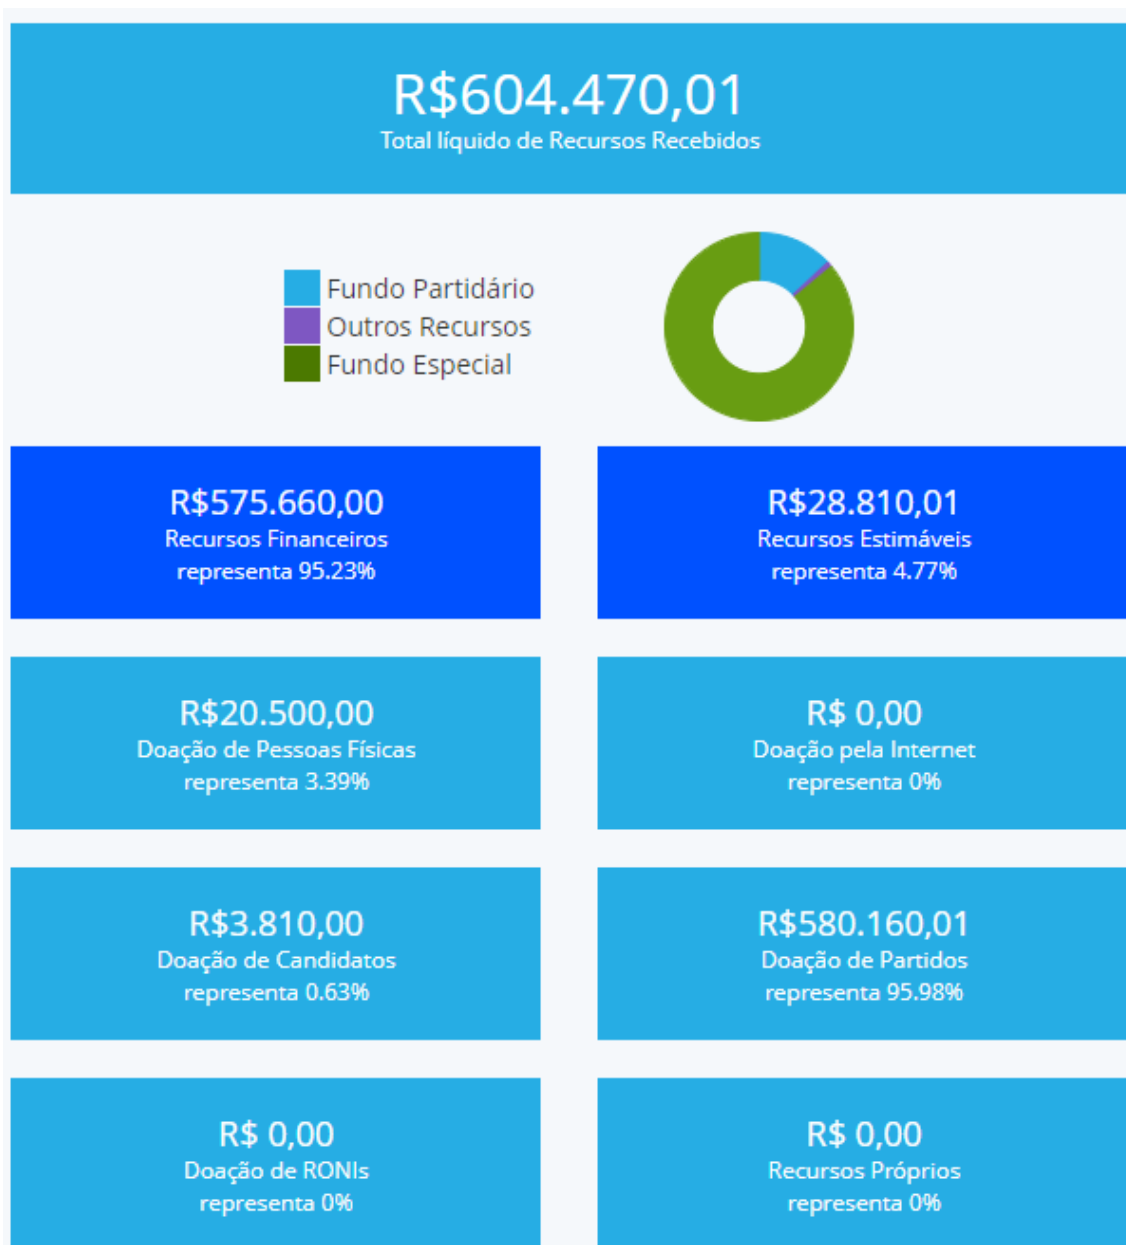 R$604.470,01
Total líquido de Recursos Recebidos
Fundo Partidário
Outros Recursos
Fundo Especial
R$575.660,00
Recursos Financeiros
representa 95.23%
R$28.810,01
Recursos Estimáveis
representa 4.77%
R$20.500,00
Doação de Pessoas Físicas
representa 3.39%
R$ 0,00
Doação pela Internet
representa 0%
R$3.810,00
Doação de Candidatos
representa 0.63%
R$580.160,01
Doação de Partidos
representa 95.98%
R$ 0,00
Doação de RONIs
representa 0%
R$ 0,00
Recursos Próprios
representa 0%